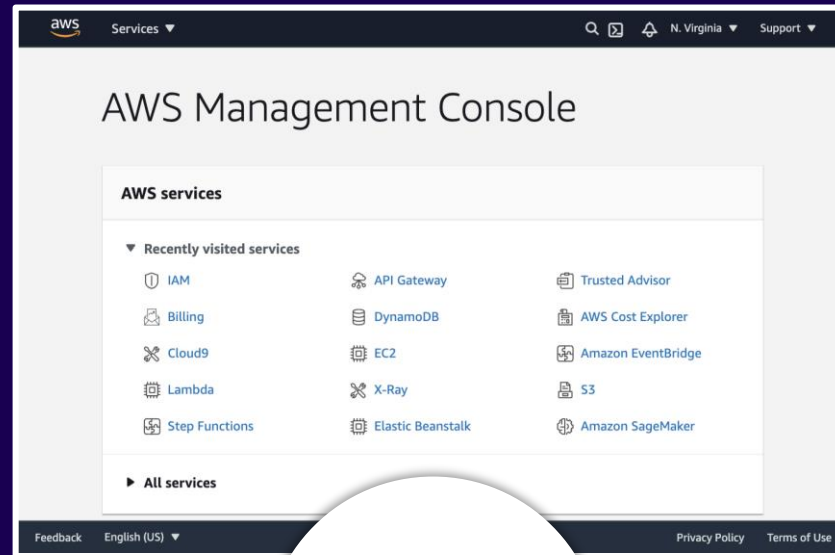 aws Services ▼ N. Virginia ▼ Support ▼
AWS Management Console
AWS services
▼ Recently visited services
IAM API Gateway Trusted Advisor
Billing DynamoDB AWS Cost Explorer
Cloud9 EC2 Amazon EventBridge
Lambda X-Ray S3
Step Functions Elastic Beanstalk Amazon SageMaker
▶ All services
Feedback English (US) ▼ Privacy Policy Terms of Use